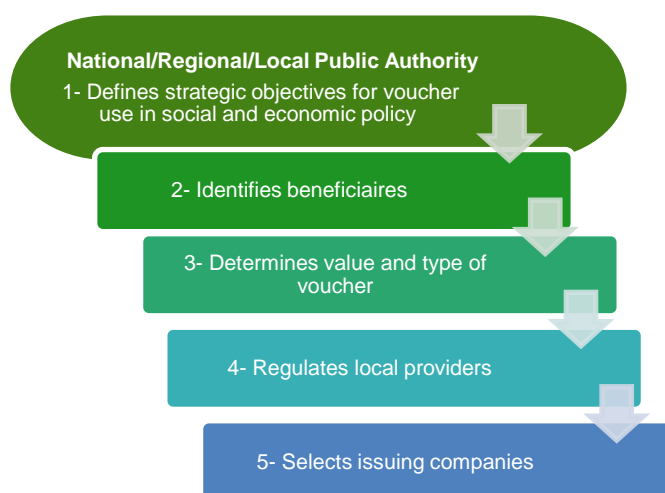 National/Regional/Local Public Authority
1- Defines strategic objectives for voucher
use in social and economic policy
2- Identifies beneficiaires
3- Determines value and type of
voucher
4- Regulates local providers
5- Selects issuing companies